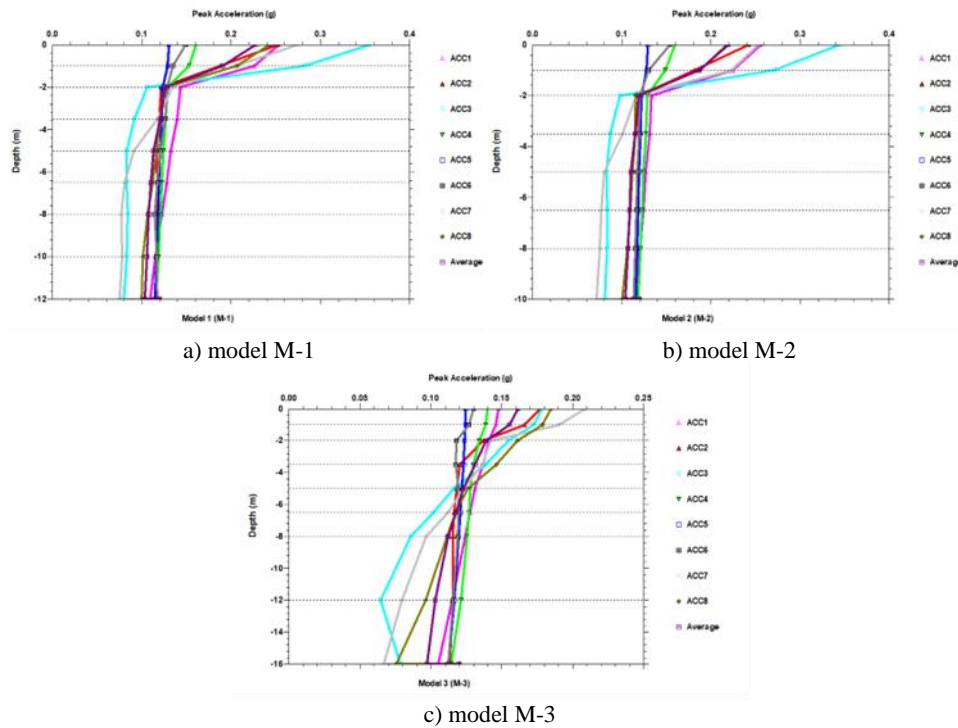 Peak Acceleration (g)
0 0.1 0.2 0.3 0.4
0
-2
-4
-6
-8
-10
-12
Depth (m)
ACC1
ACC2
ACC3
ACC4
ACC5
ACC6
ACC7
ACC8
Average
Model 1 (M-1)
a) model M-1
Peak Acceleration (g)
0 0.1 0.2 0.3 0.4
0
-2
-4
-6
-8
-10
Depth (m)
ACC1
ACC2
ACC3
ACC4
ACC5
ACC6
ACC7
ACC8
Average
Model 2 (M-2)
b) model M-2
Peak Acceleration (g)
0.00 0.05 0.10 0.15 0.20 0.25
0
-2
-4
-6
-8
-10
-12
-14
-16
Depth (m)
ACC1
ACC2
ACC3
ACC4
ACC5
ACC6
ACC7
ACC8
Average
Model 3 (M-3)
c) model M-3